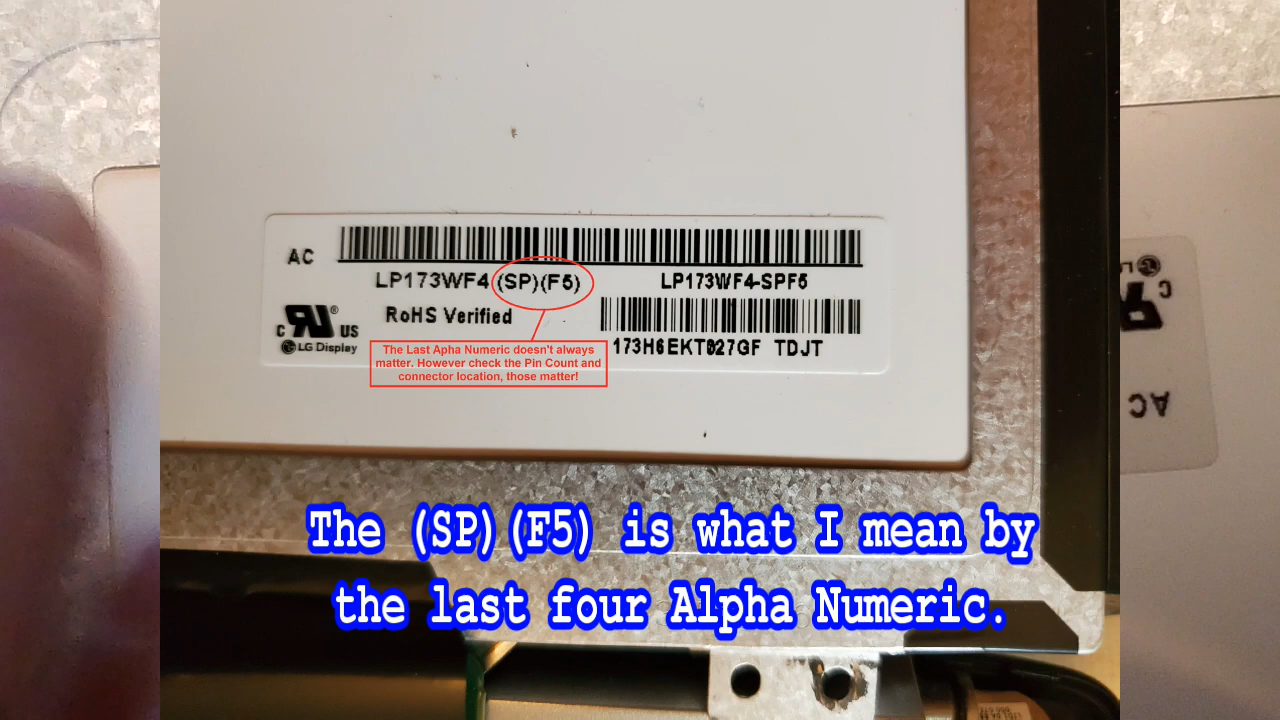 AC
LP173WF4(SP)(F5)
LP173WF4-SPF5
RoHS Verified
c RU® US
LG Display
173H6EKT027GF TDJT
The Last Apha Numeric doesn't always
matter. However check the Pin Count and
connector location, those matter!
The (SP)(F5) is what I mean by
the last four Alpha Numeric.
LG
c
AC